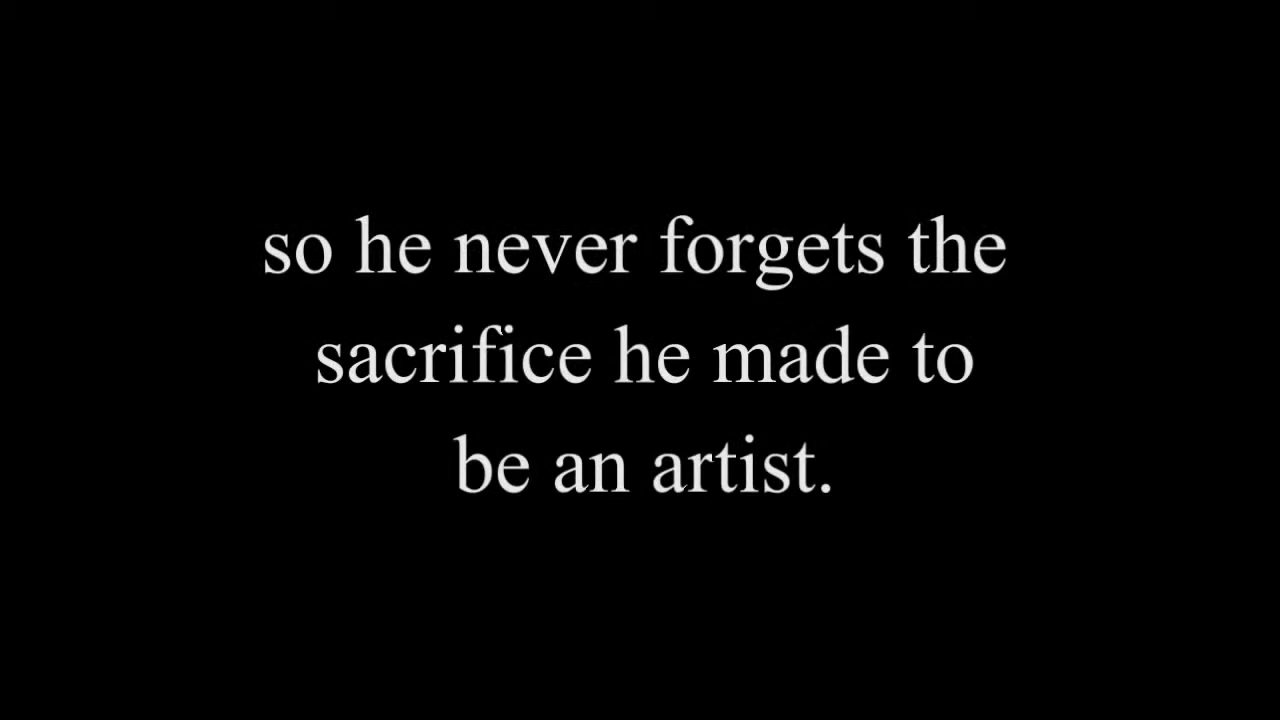 so he never forgets the
sacrifice he made to
be an artist.